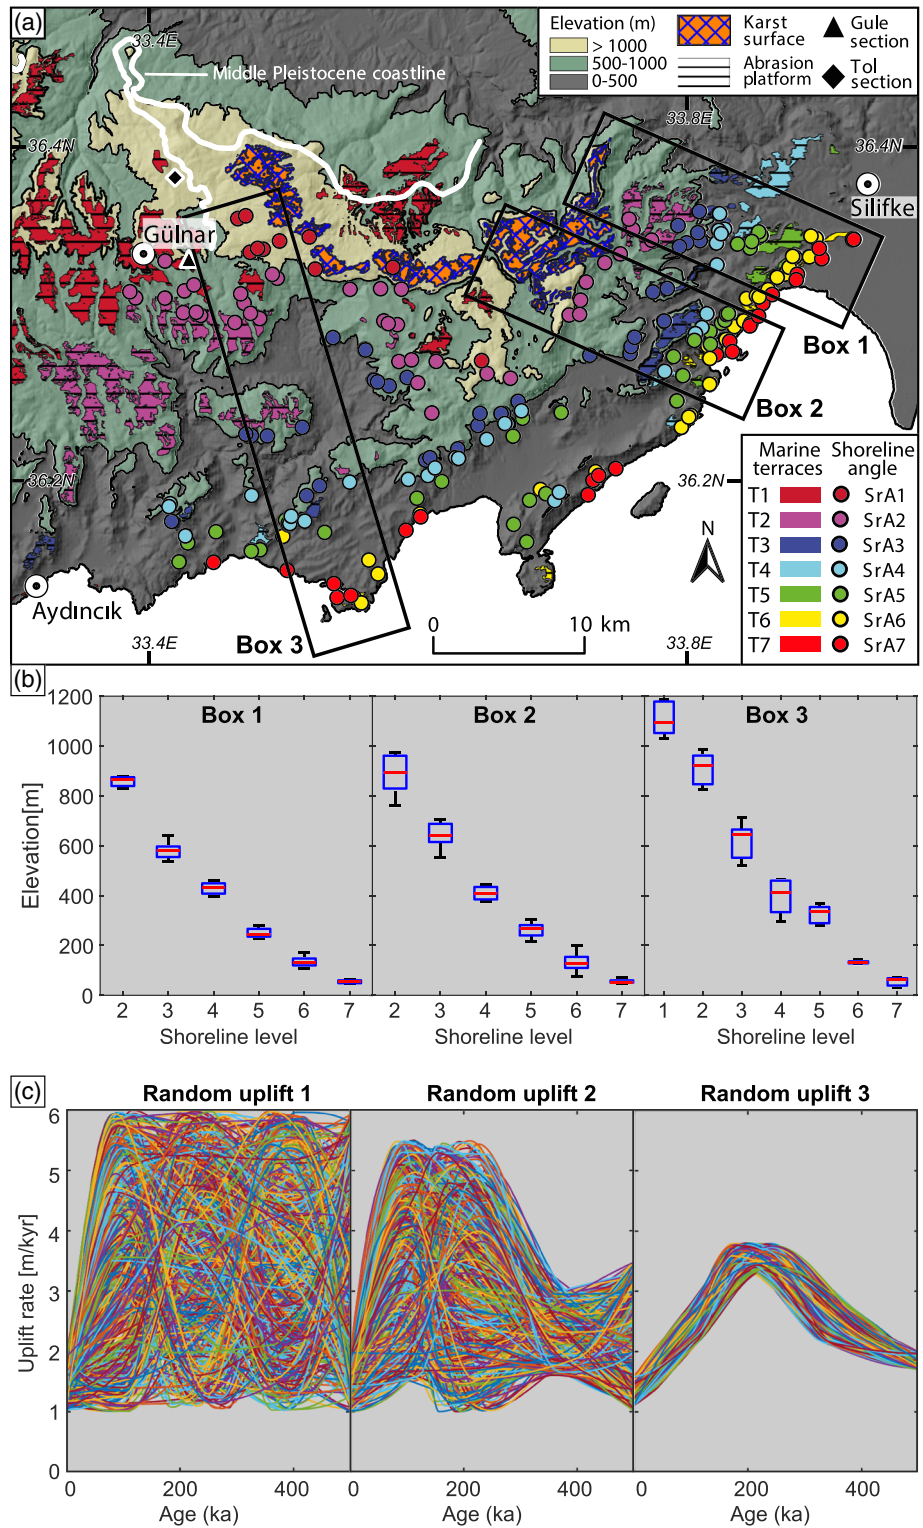 (a)
33.4E
Middle Pleistocene coastline
Elevation (m)
> 1000
500-1000
0-500
Karst
surface
Abrasion
platform
Gule
section
Tol
section
33.8E
36.4N
36.4N
Silifke
Gülnar
Box 1
Box 2
36.2N
36.2N
N
Aydıncık
Box 3
0
10 km
33.4E
33.8E
Marine
terraces
Shoreline
angle
T1 SrA1
T2 SrA2
T3 SrA3
T4 SrA4
T5 SrA5
T6 SrA6
T7 SrA7
(b)
Box 1
Box 2
Box 3
Elevation[m]
1200
1000
800
600
400
200
0
2 3 4 5 6 7
2 3 4 5 6 7
1 2 3 4 5 6 7
Shoreline level
Shoreline level
Shoreline level
(c)
Random uplift 1
Random uplift 2
Random uplift 3
Uplift rate [m/kyr]
6
5
4
3
2
1
0
0 200 400
0 200 400
0 200 400
Age (ka)
Age (ka)
Age (ka)